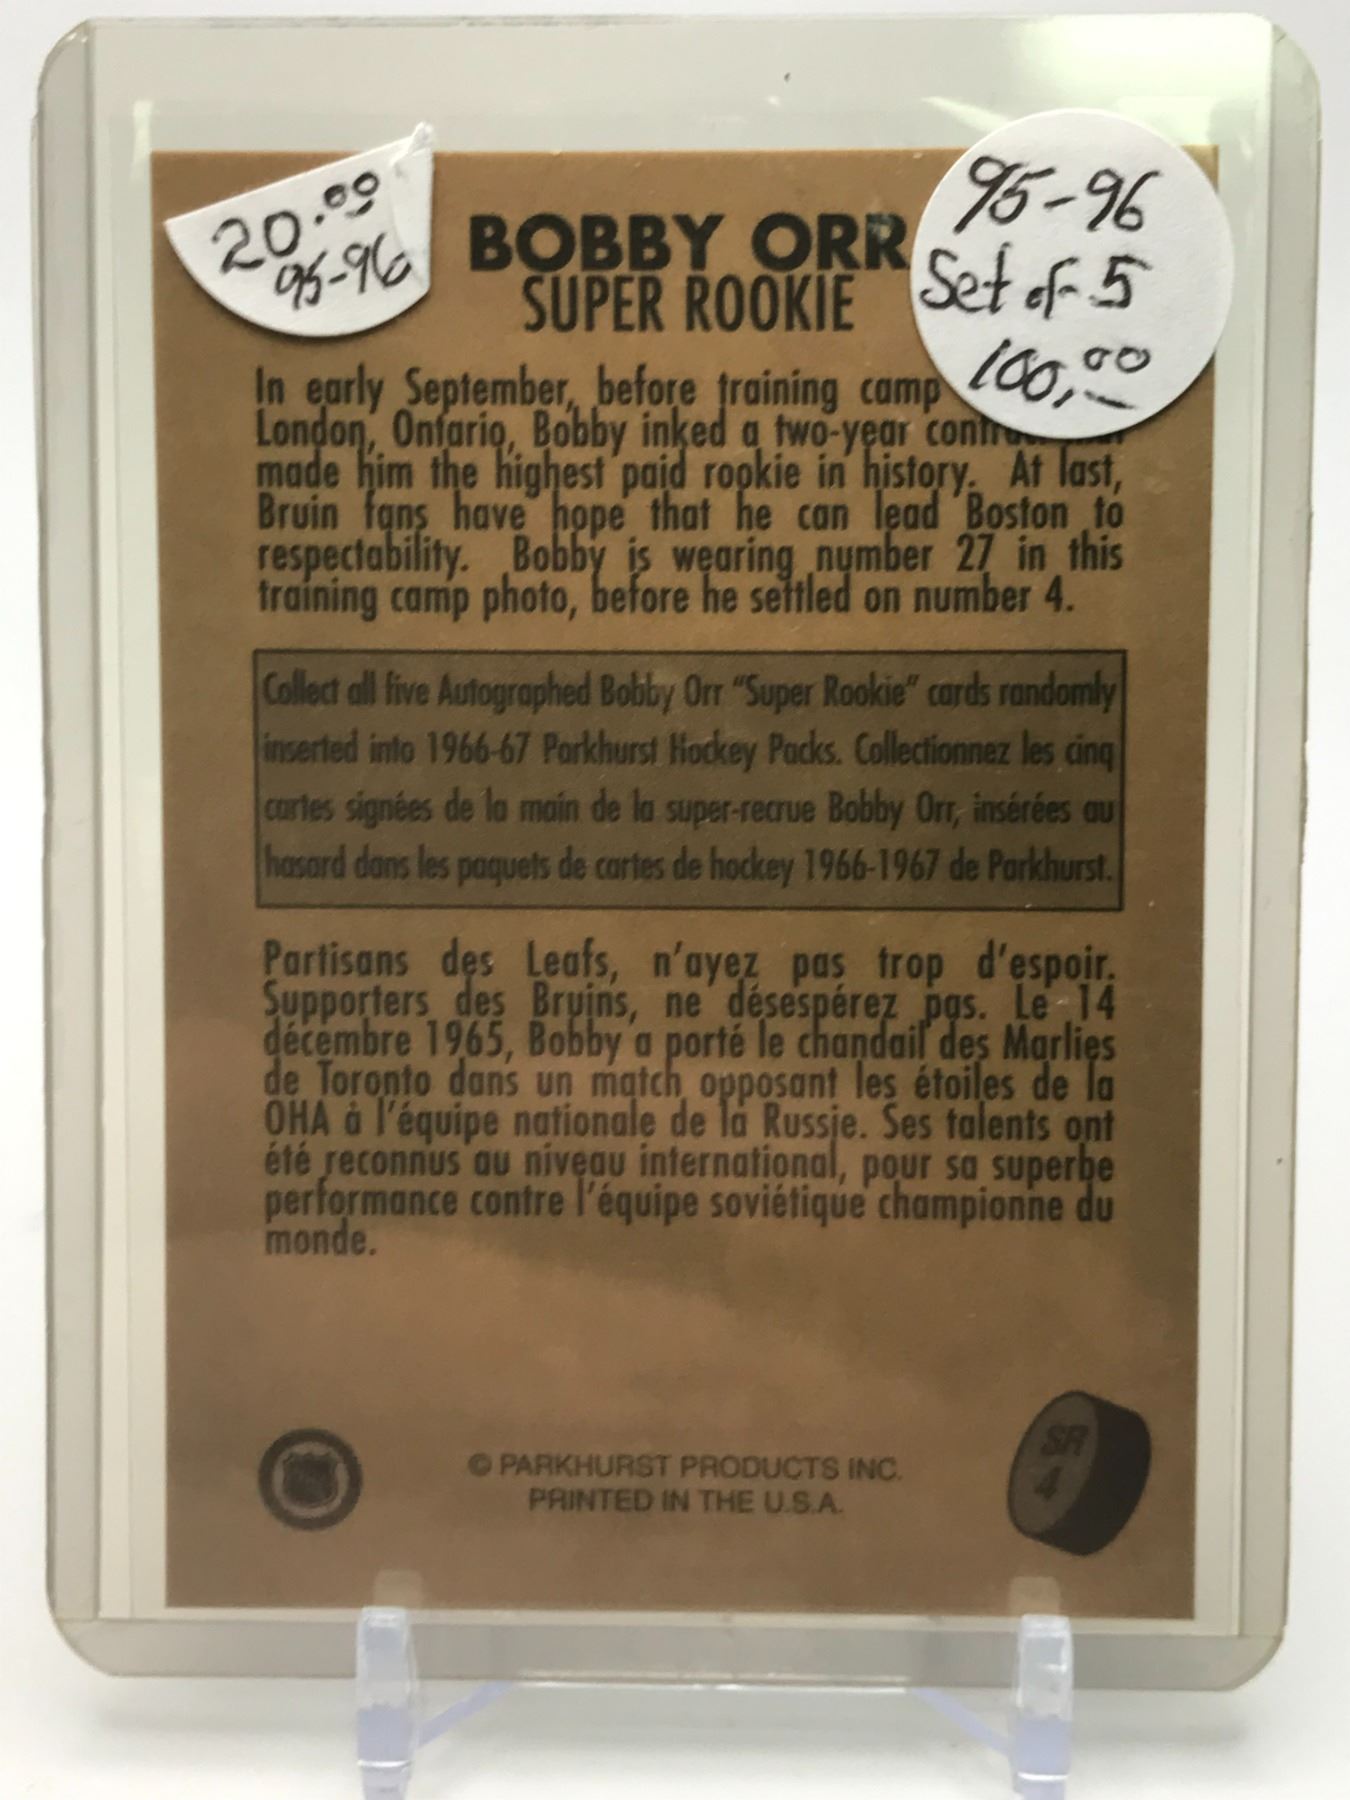 20.00
95-96
95-96
Set of 5
100,00
BOBBY ORR
SUPER ROOKIE
In early September, before training camp
London, Ontario, Bobby inked a two-year
made him the highest paid rookie in history. At last,
Bruin fans have hope that he can lead Boston to
respectability. Bobby is wearing number 27 in this
training camp photo, before he settled on number 4.
Collect all five Autographed Bobby Orr "Super Rookie" cards randomly
inserted into 1966-67 Parkhurst Hockey Packs. Collectionnez les cinq
cartes signées de la main de la super-recrue Bobby Orr, insérées au
hasard dans les paquets de cartes de hockey 1966-1967 de Parkhurst.
Partisans des Leafs, n'ayez pas trop d'espoir.
Supporters des Bruins, ne désespérez pas. Le 14
décembre 1965, Bobby a porté le chandail des Marlies
de Toronto dans un match opposant les étoiles de la
OHA à l'équipe nationale de la Russie. Ses talents ont
été reconnus au niveau international, pour sa superbe
performance contre l'équipe soviétique championne du
monde.
© PARKHURST PRODUCTS INC.
PRINTED IN THE U.S.A.
SR
4